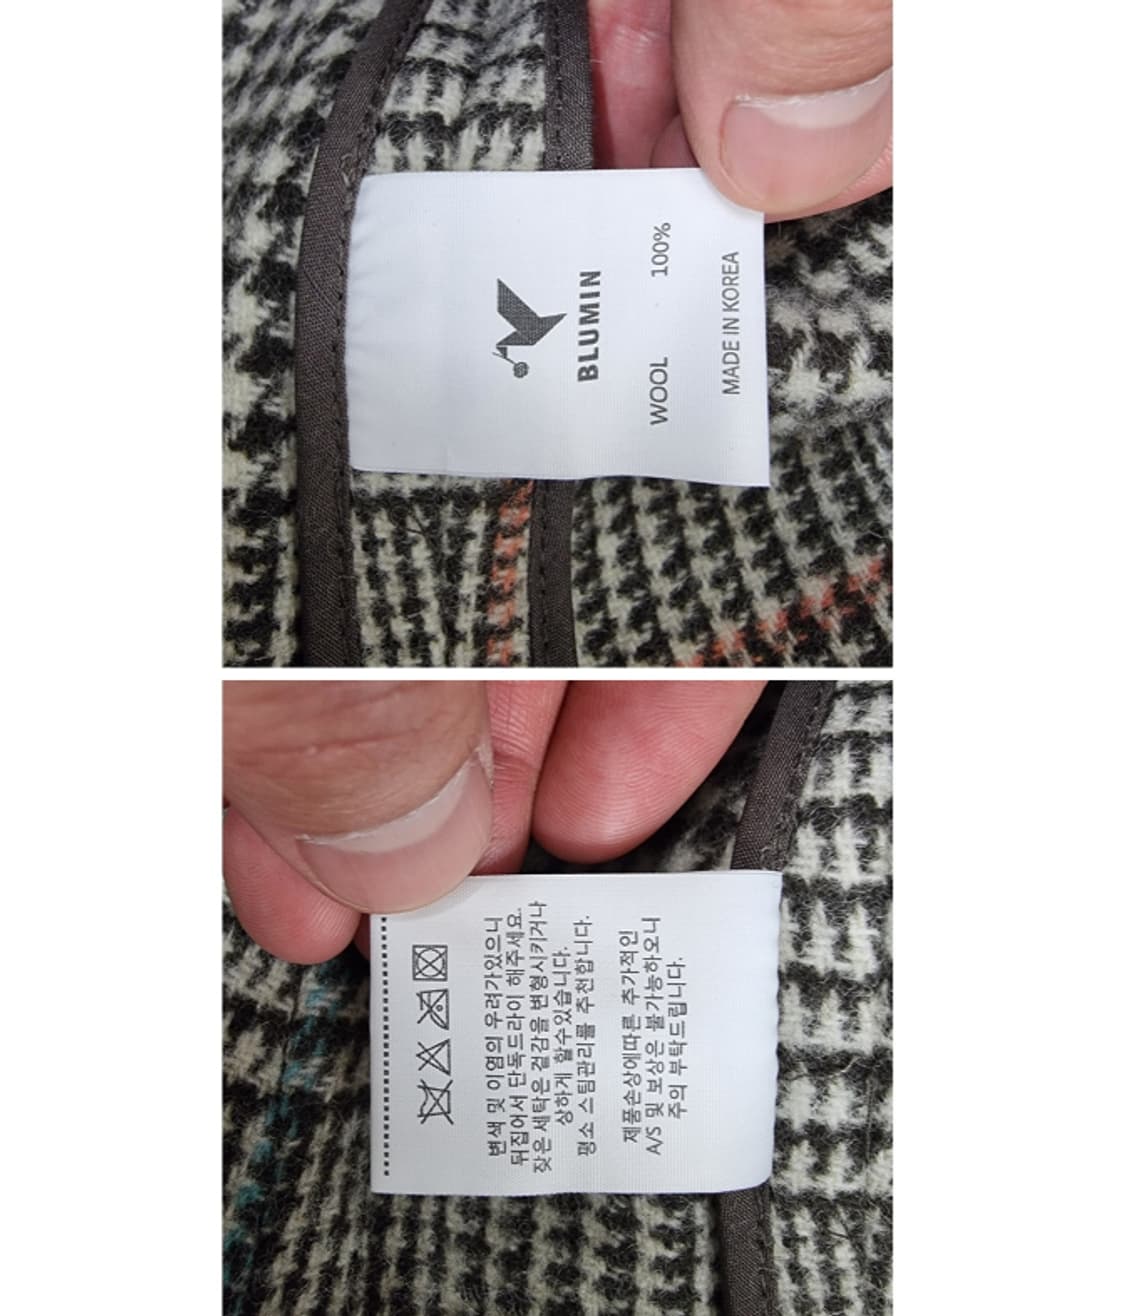 BLUMIN
WOOL 100%
MADE IN KOREA
변색 및 이염의 우려가있으니
뒤집어서 단독드라이 해주세요.
잦은 세탁은 겉감을 변형시키거나
상하게 할수있습니다.
평소 스팀관리를 추천합니다.
제품손상에따른 추가적인
A/S 및 보상은 불가능하오니
주의 부탁드립니다.